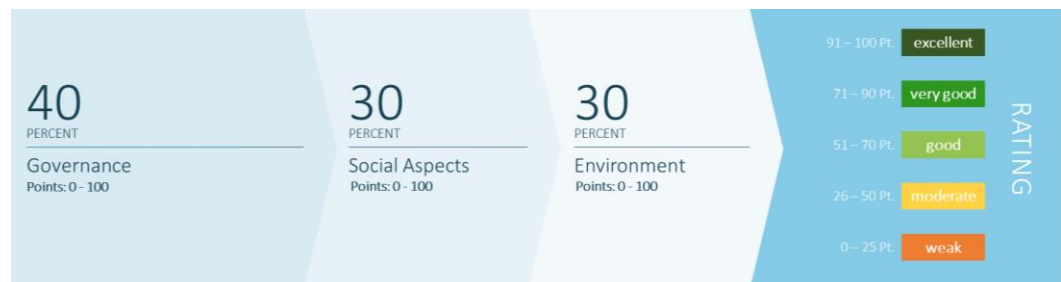 40
PERCENT
Governance
Points: 0 - 100
30
PERCENT
Social Aspects
Points: 0 - 100
30
PERCENT
Environment
Points: 0 - 100
91 – 100 Pt. excellent
71 – 90 Pt. very good
51 – 70 Pt. good
26 – 50 Pt. moderate
0 – 25 Pt. weak
RATING